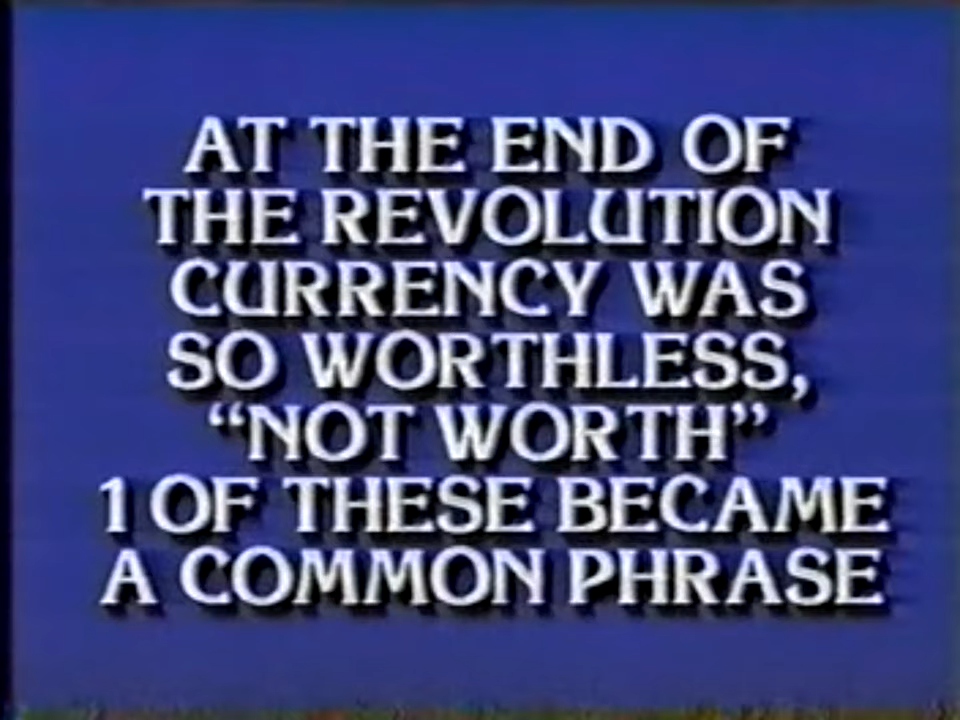 AT THE END OF
THE REVOLUTION
CURRENCY WAS
SO WORTHLESS,
“NOT WORTH”
1 OF THESE BECAME
A COMMON PHRASE